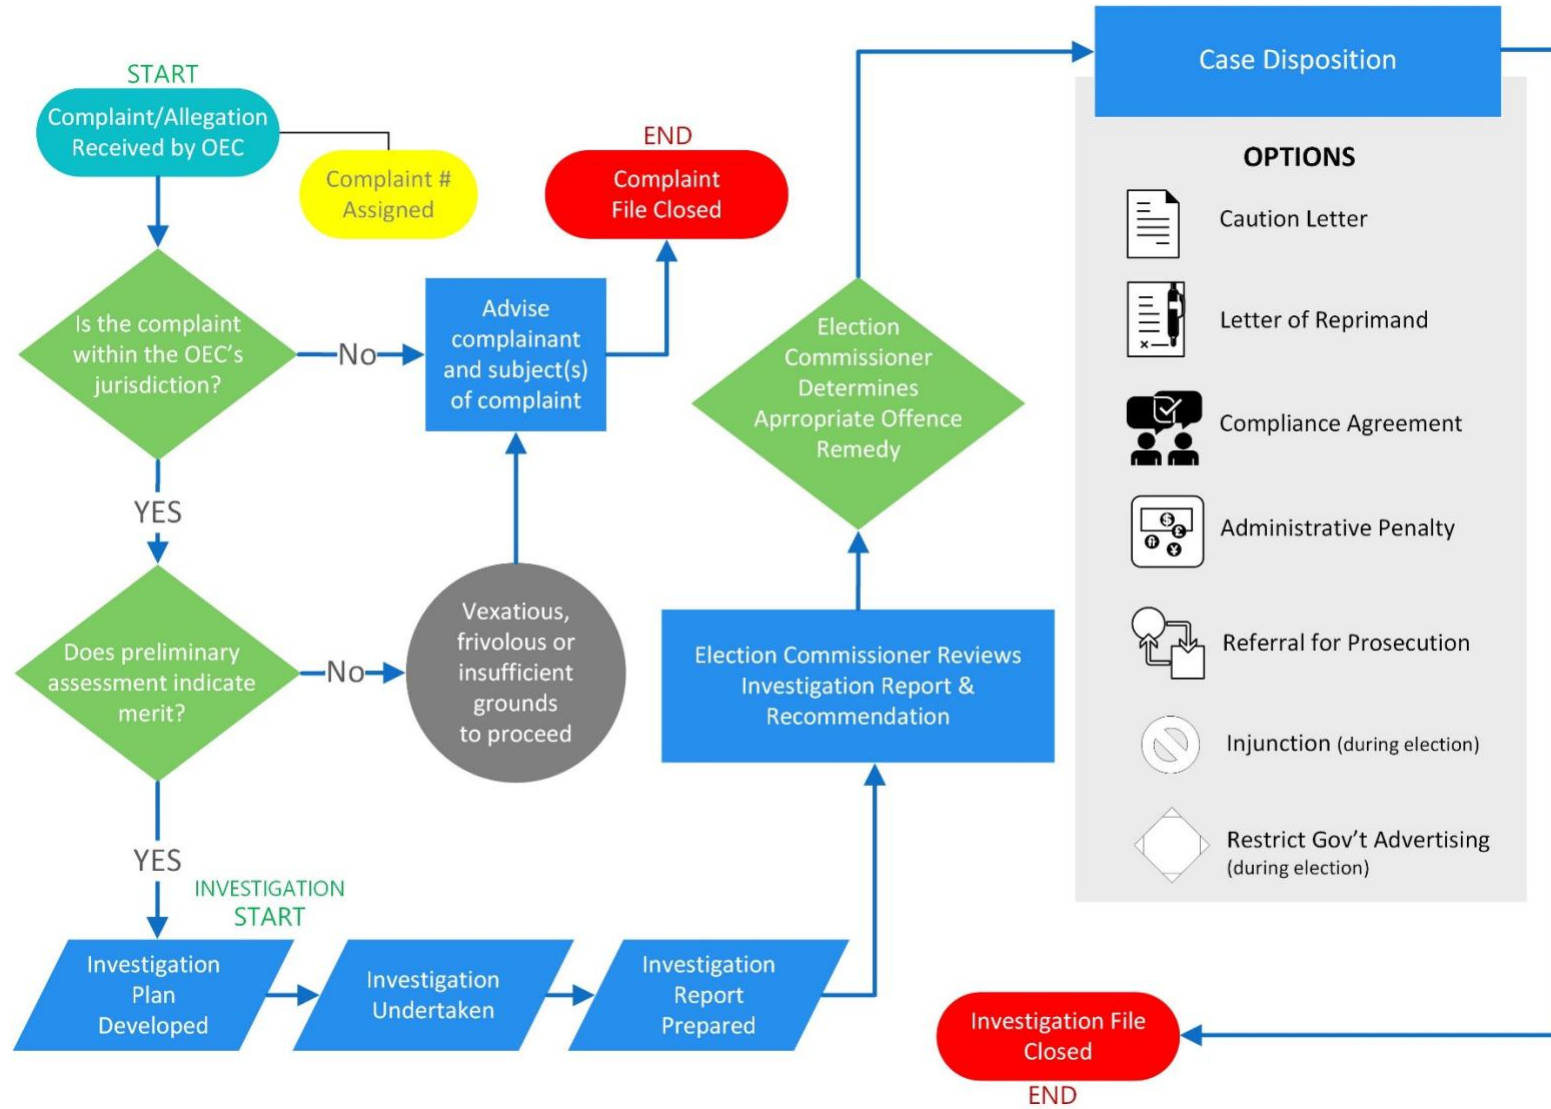 START
Complaint/Allegation
Received by OEC
Complaint #
Assigned
END
Complaint
File Closed
Is the complaint
within the OEC's
jurisdiction?
No
Advise
complainant
and subject(s)
of complaint
YES
Does preliminary
assessment indicate
merit?
No
Vexatious,
frivolous or
insufficient
grounds
to proceed
YES
INVESTIGATION
START
Investigation
Plan
Developed
Investigation
Undertaken
Investigation
Report
Prepared
Election Commissioner Reviews
Investigation Report &
Recommendation
Election
Commissioner
Determines
Aprropriate Offence
Remedy
Case Disposition
OPTIONS
Caution Letter
Letter of Reprimand
Compliance Agreement
Administrative Penalty
Referral for Prosecution
Injunction (during election)
Restrict Gov't Advertising
(during election)
Investigation File
Closed
END